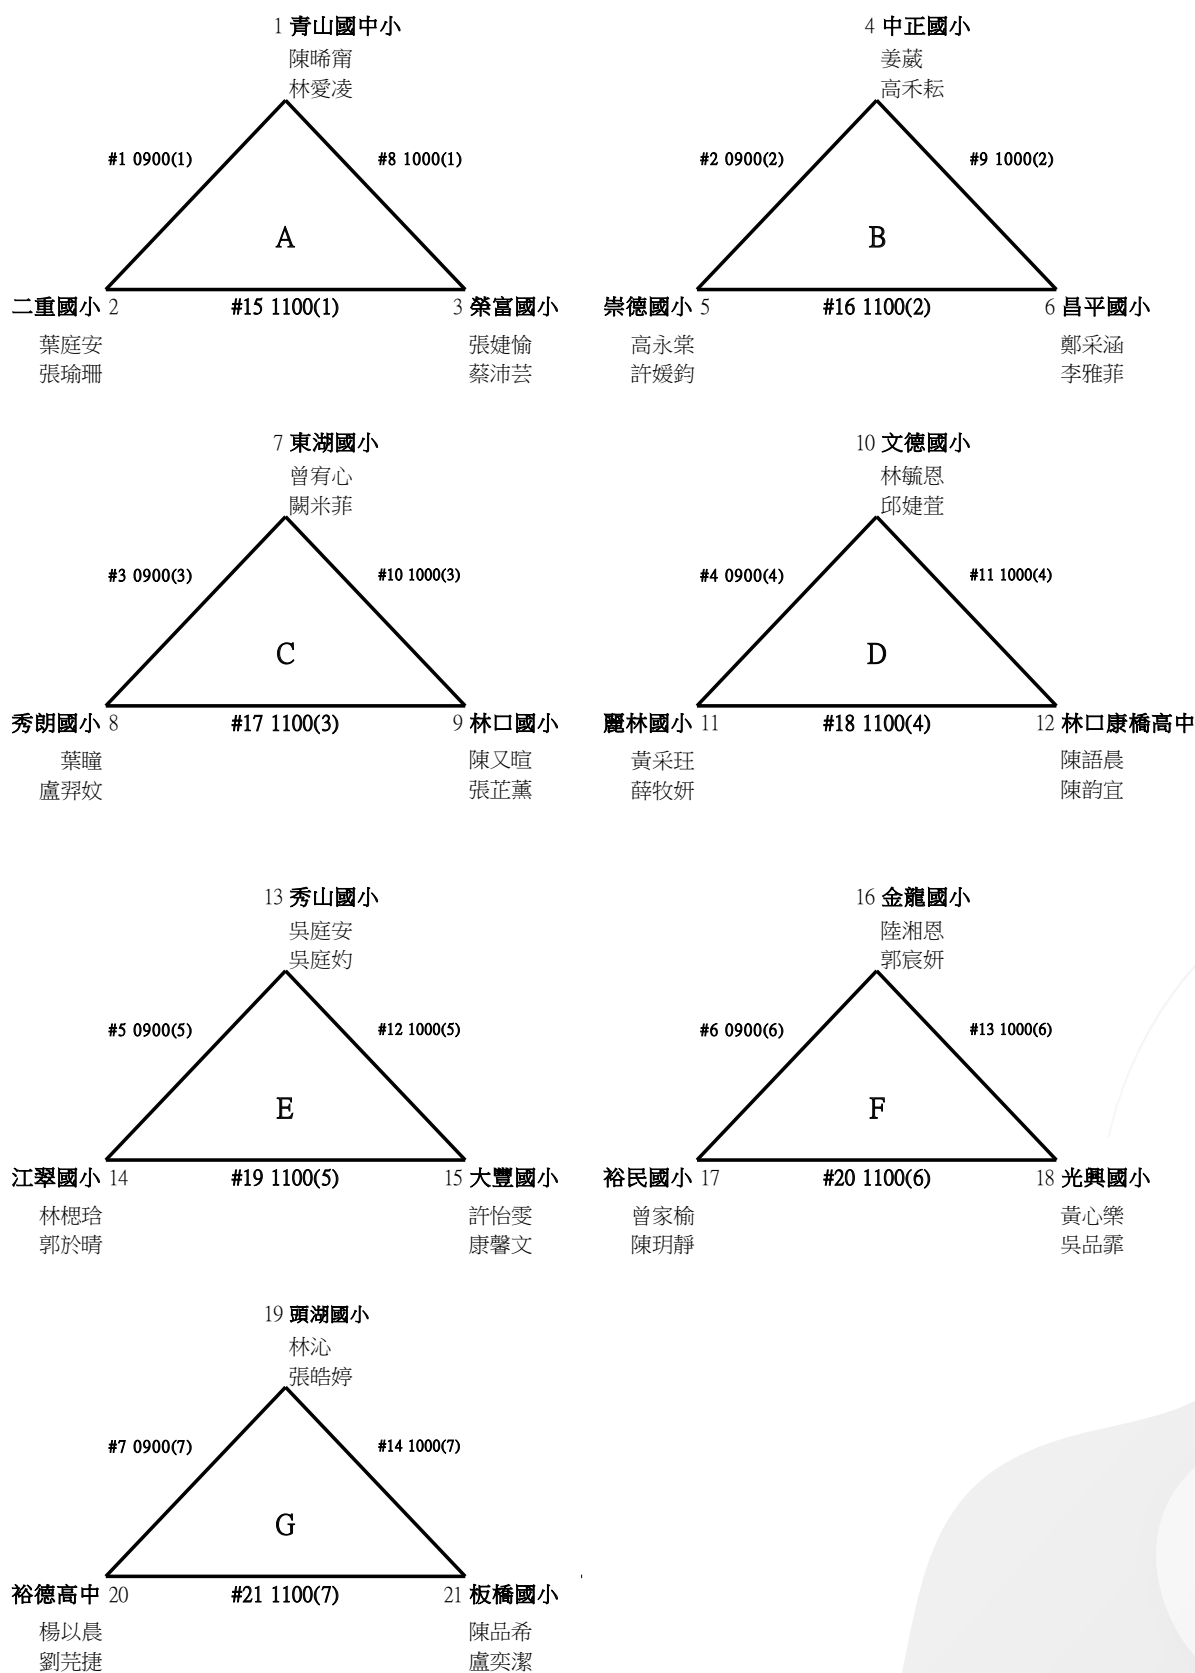 1 青山國中小
陳晞甯
林愛凌
#1 0900(1)
#8 1000(1)
A
二重國小 2
#15 1100(1)
3 榮富國小
葉庭安
張瑜珊
張婕愉
蔡沛芸
4 中正國小
姜葳
高禾耘
#2 0900(2)
#9 1000(2)
B
崇德國小 5
#16 1100(2)
6 昌平國小
高永棠
許媛鈞
鄭采涵
李雅菲
7 東湖國小
曾宥心
闕米菲
#3 0900(3)
#10 1000(3)
C
秀朗國小 8
#17 1100(3)
9 林口國小
葉瞳
盧羿妏
陳又暄
張芷薰
10 文德國小
林毓恩
邱婕萱
#4 0900(4)
#11 1000(4)
D
麗林國小 11
#18 1100(4)
12 林口康橋高中
黃采玨
薛牧妍
陳語晨
陳韵宜
13 秀山國小
吳庭安
吳庭妁
#5 0900(5)
#12 1000(5)
E
江翠國小 14
#19 1100(5)
15 大豐國小
林楒琀
郭於晴
許怡雯
康馨文
16 金龍國小
陸湘恩
郭宸妍
#6 0900(6)
#13 1000(6)
F
裕民國小 17
#20 1100(6)
18 光興國小
曾家榆
陳玥靜
黃心樂
吳品霏
19 頭湖國小
林沁
張皓婷
#7 0900(7)
#14 1000(7)
G
裕德高中 20
#21 1100(7)
21 板橋國小
楊以晨
劉芫捷
陳品希
盧奕潔